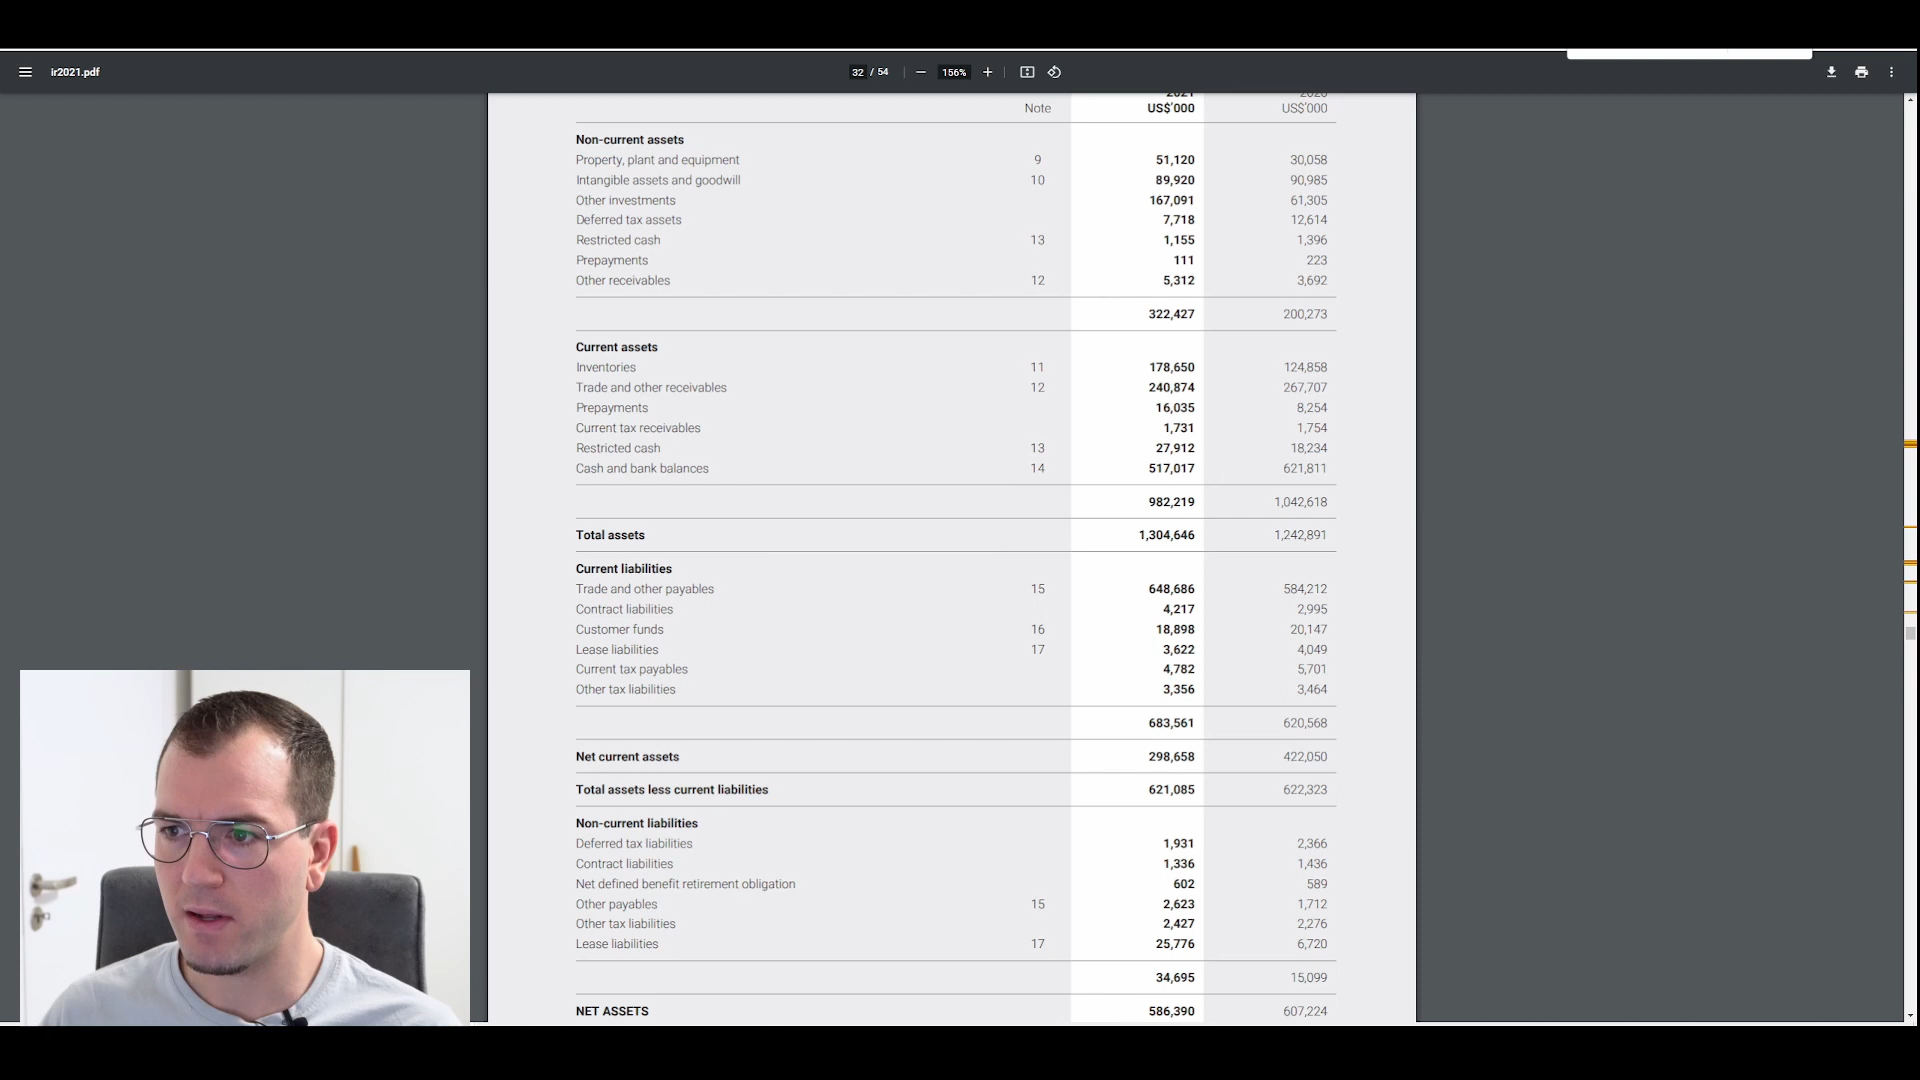 ir2021.pdf
32 / 54
156%
2021 2020
Note US$'000 US$'000
Non-current assets
Property, plant and equipment 9 51,120 30,058
Intangible assets and goodwill 10 89,920 90,985
Other investments 167,091 61,305
Deferred tax assets 7,718 12,614
Restricted cash 13 1,155 1,396
Prepayments 111 223
Other receivables 12 5,312 3,692
322,427 200,273
Current assets
Inventories 11 178,650 124,858
Trade and other receivables 12 240,874 267,707
Prepayments 16,035 8,254
Current tax receivables 1,731 1,754
Restricted cash 13 27,912 18,234
Cash and bank balances 14 517,017 621,811
982,219 1,042,618
Total assets 1,304,646 1,242,891
Current liabilities
Trade and other payables 15 648,686 584,212
Contract liabilities 4,217 2,995
Customer funds 16 18,898 20,147
Lease liabilities 17 3,622 4,049
Current tax payables 4,782 5,701
Other tax liabilities 3,356 3,464
683,561 620,568
Net current assets 298,658 422,050
Total assets less current liabilities 621,085 622,323
Non-current liabilities
Deferred tax liabilities 1,931 2,366
Contract liabilities 1,336 1,436
Net defined benefit retirement obligation 602 589
Other payables 15 2,623 1,712
Other tax liabilities 2,427 2,276
Lease liabilities 17 25,776 6,720
34,695 15,099
NET ASSETS 586,390 607,224